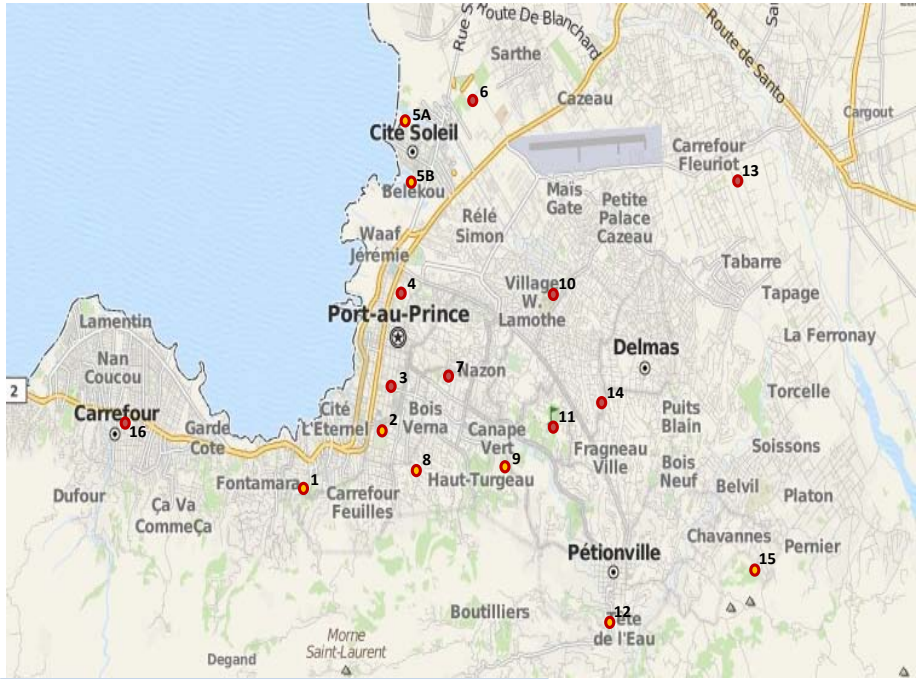 Route De Blanchard
Rue S
Sa
Route de Santo
Sarthe
6
Cazeau
Cargout
5A
Cité Soleil
Carrefour
Fleuriot
13
5B
Belékou
Mais
Gate
Petite
Palace
Cazeau
Rélé
Simon
Waaf
Jérémie
Tabarre
4
Village
W.
Lamothe
10
Tapage
Port-au-Prince
Lamentin
La Ferronay
Nan
Coucou
Delmas
7
Nazon
2
3
14
Torcelle
Carrefour
16
Cité
L'Eternel
2
Bois
Verna
Puits
Blain
Garde
Cote
Canape
Vert
11
Fragneau
Ville
Soissons
8
9
Haut-Turgeau
Bois
Neuf
Fontamara
1
Belvil
Platon
Dufour
Ça Va
CommeÇa
Carrefour
Feuilles
Chavannes
Pernier
Pétionville
15
Boutilliers
12
Tete
de l'Eau
Morne
Saint-Laurent
Degand